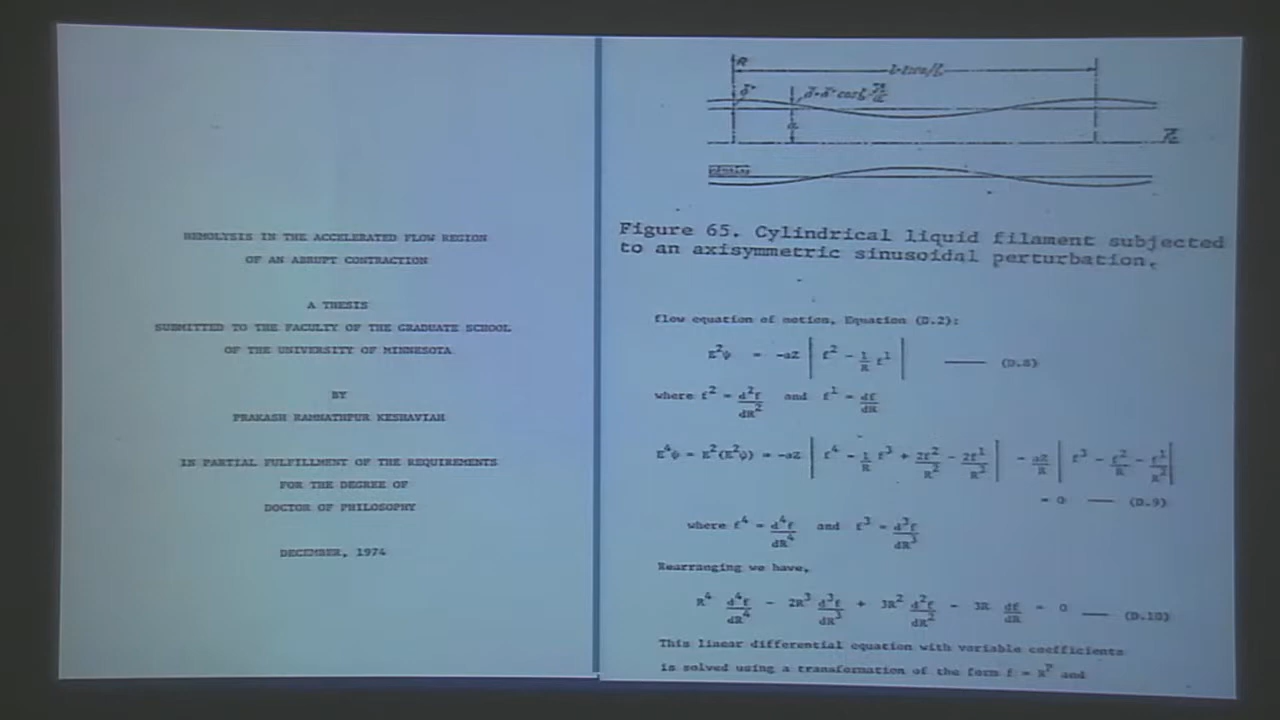 HEMOLYSIS IN THE ACCELERATED FLOW REGION
OF AN ABRUPT CONTRACTION
A THESIS
SUBMITTED TO THE FACULTY OF THE GRADUATE SCHOOL
OF THE UNIVERSITY OF MINNESOTA
BY
PRAKASH RAMNATHPUR KESHAVIAH
IN PARTIAL FULFILLMENT OF THE REQUIREMENTS
FOR THE DEGREE OF
DOCTOR OF PHILOSOPHY
DECEMBER, 1974
R
Figure 65. Cylindrical liquid filament subjected
to an axisymmetric sinusoidal perturbation.
flow equation of motion, Equation (D.2):
E²ψ = -aZ | f² - 1/R f¹ | —— (D.8)
where f² = d²f/dR² and f¹ = df/dR
E⁴ψ = E²(E²ψ) = -aZ | f⁴ - 1/R f³ + 2f²/R² - 2f¹/R³ | - aZ/R | f³ - f²/R - f¹/R² |
= 0 —— (D.9)
where f⁴ = d⁴f/dR⁴ and f³ = d³f/dR³
Rearranging we have,
R⁴ d⁴f/dR⁴ - 2R³ d³f/dR³ + 3R² d²f/dR² - 3R df/dR = 0 —— (D.10)
This linear differential equation with variable coefficients
is solved using a transformation of the form f = R^P and